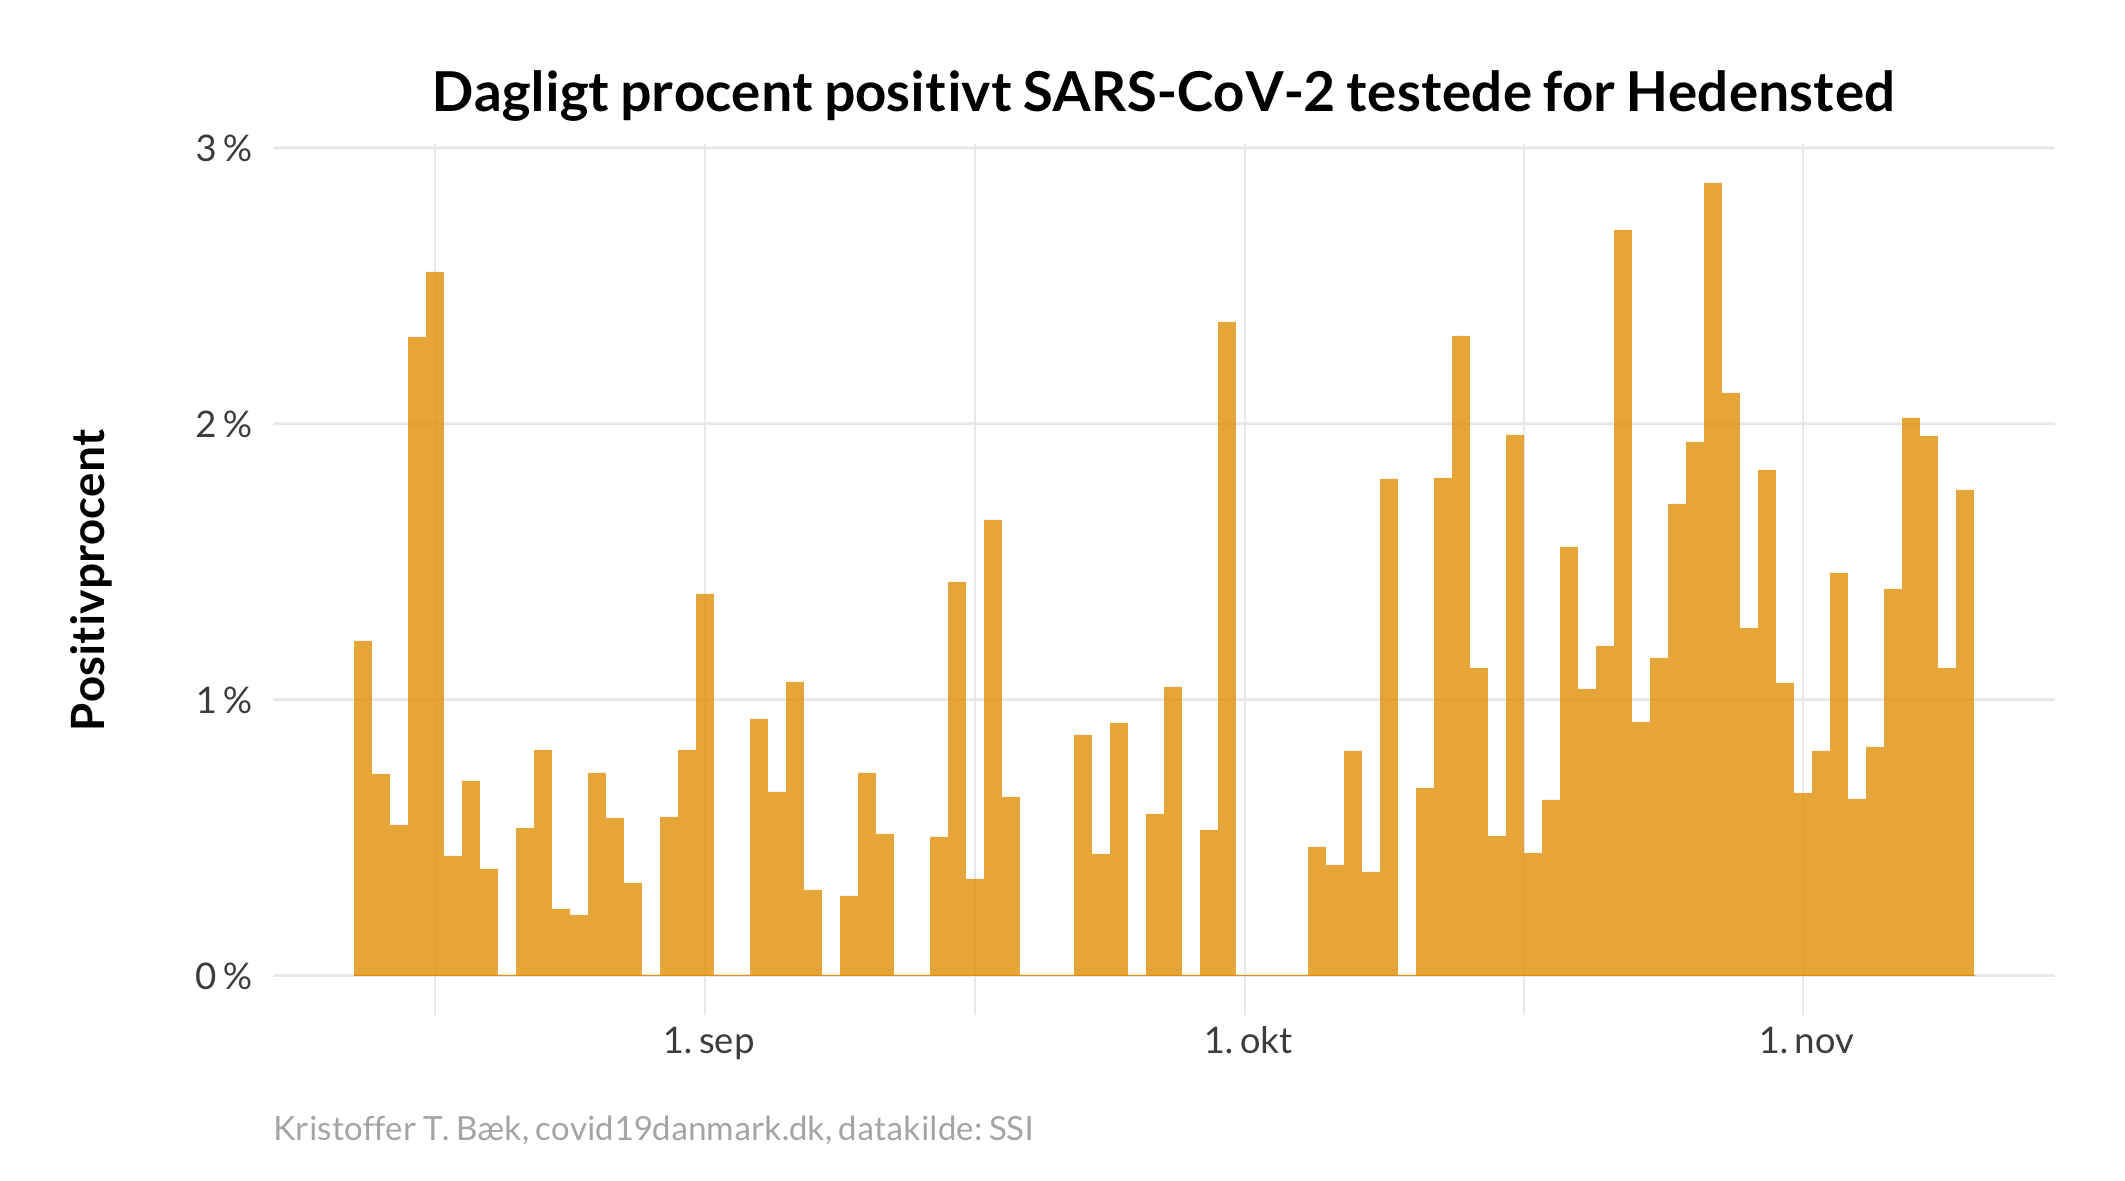 Dagligt procent positivt SARS-CoV-2 testede for Hedensted
Positivprocent
3 %
2 %
1 %
0 %
1. sep
1. okt
1. nov
Kristoffer T. Bæk, covid19danmark.dk, datakilde: SSI